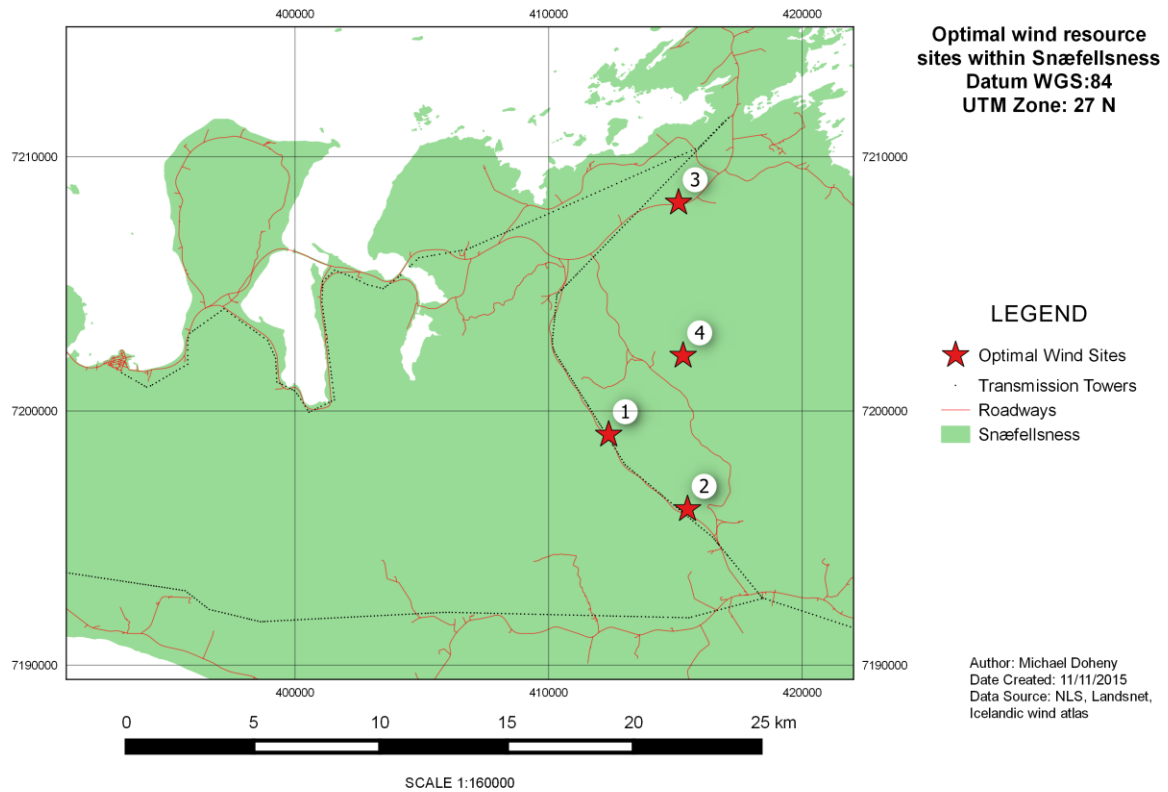 400000
410000
420000
Optimal wind resource
sites within Snæfellsness
Datum WGS:84
UTM Zone: 27 N
7210000
7210000
3
4
LEGEND
Optimal Wind Sites
Transmission Towers
Roadways
Snæfellsness
7200000
7200000
1
2
7190000
7190000
400000
410000
420000
Author: Michael Doheny
Date Created: 11/11/2015
Data Source: NLS, Landsnet,
Icelandic wind atlas
0 5 10 15 20 25 km
SCALE 1:160000